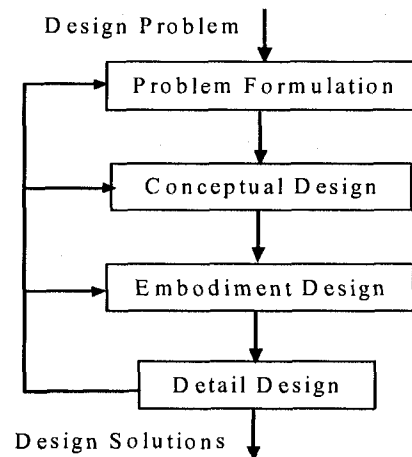 Design Problem
Problem Formulation
Conceptual Design
Embodiment Design
Detail Design
Design Solutions